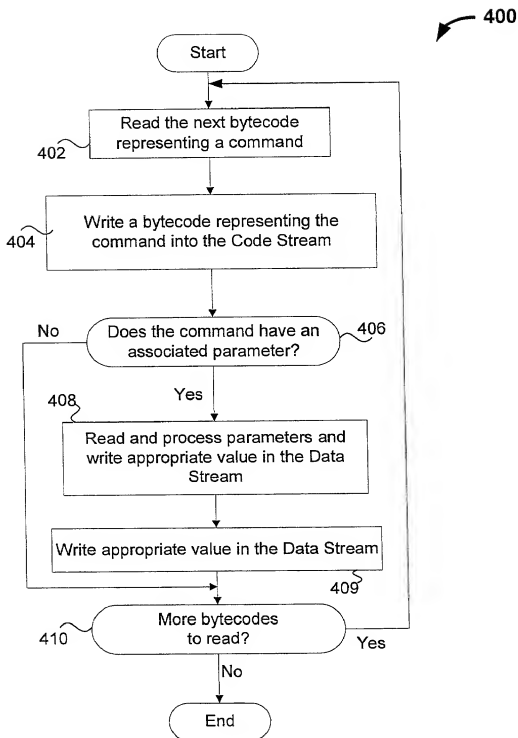 400
Start
Read the next bytecode
representing a command
402
Write a bytecode representing the
command into the Code Stream
404
Does the command have an
associated parameter?
406
No
Yes
408
Read and process parameters and
write appropriate value in the Data
Stream
Write appropriate value in the Data Stream
409
More bytecodes
to read?
410
Yes
No
End